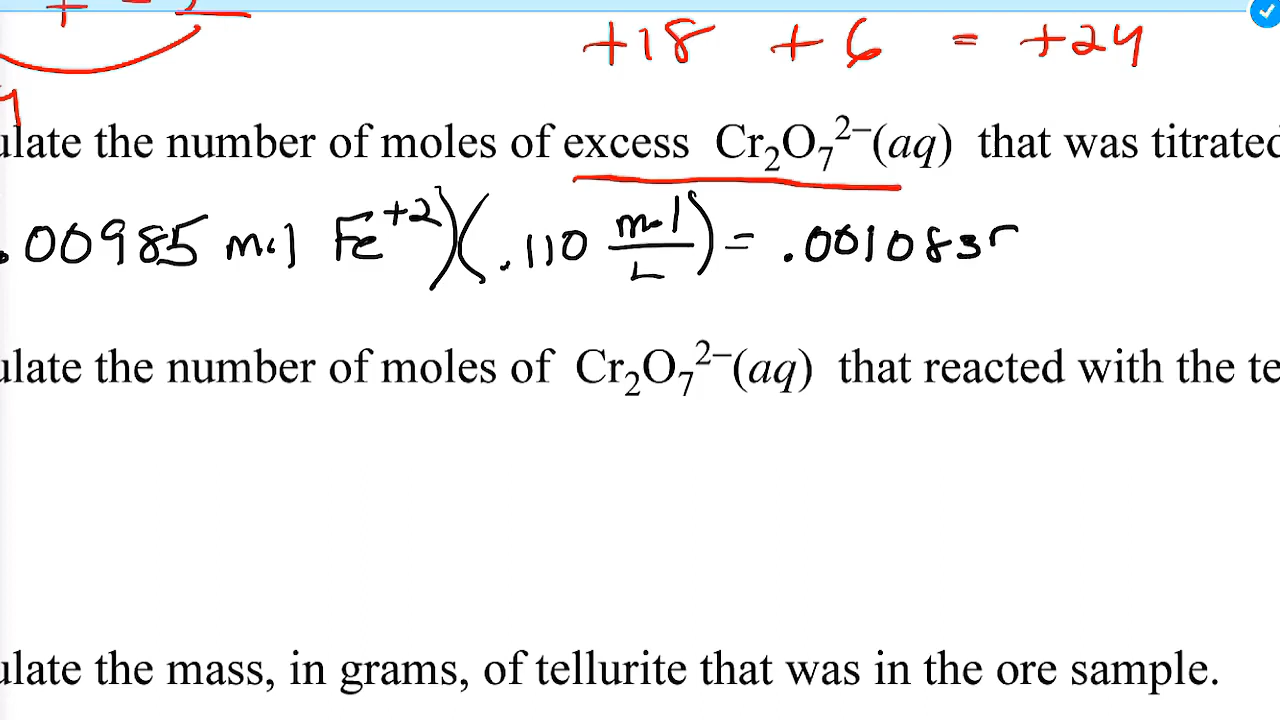 +18 + 6 = +24
ulate the number of moles of excess Cr₂O₇²⁻(aq) that was titrated
.00985 mol Fe⁺²)(.110 mol/L) = .0010835
ulate the number of moles of Cr₂O₇²⁻(aq) that reacted with the te
ulate the mass, in grams, of tellurite that was in the ore sample.